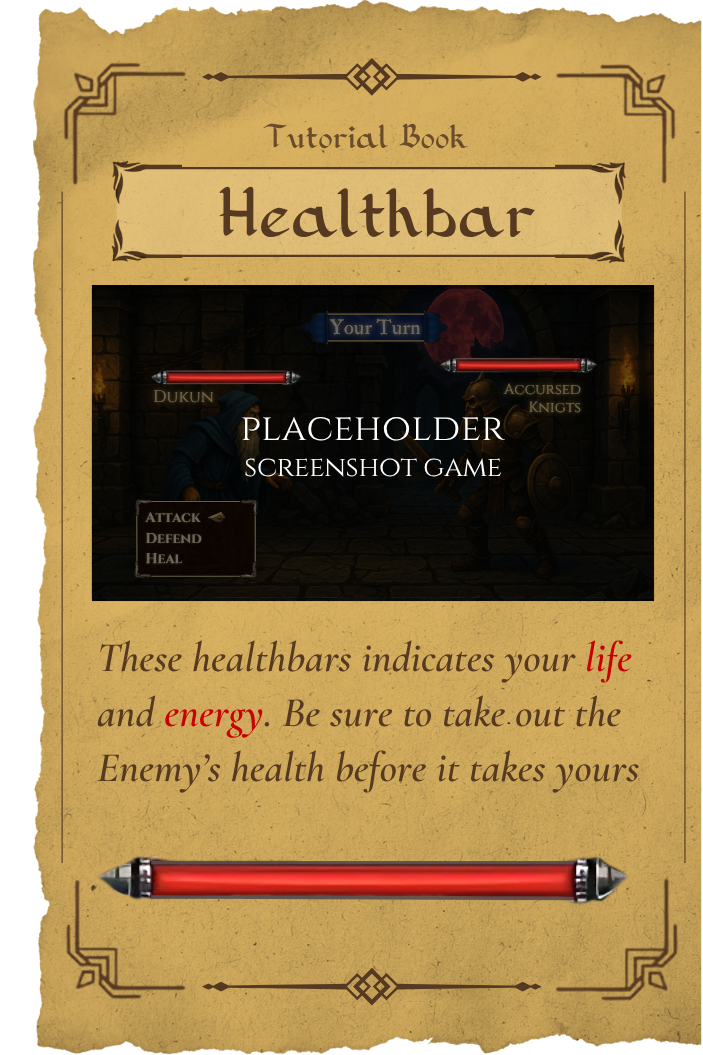 Tutorial Book
Healthbar
Your Turn
DUKUN
ACCURSED
KNIGTS
PLACEHOLDER
SCREENSHOT GAME
ATTACK
DEFEND
HEAL
These healthbars indicates your life
and energy. Be sure to take out the
Enemy’s health before it takes yours